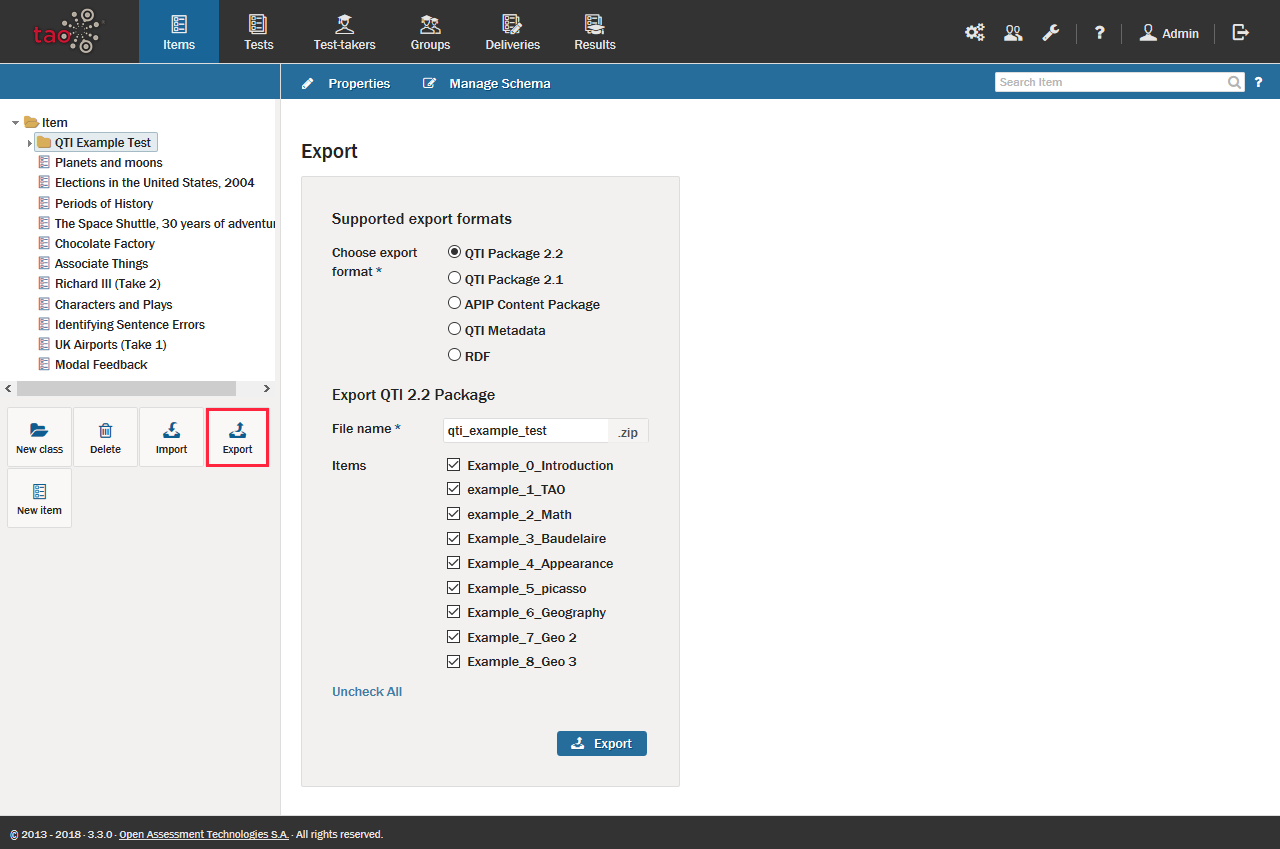 tao
Items
Tests
Test-takers
Groups
Deliveries
Results
?
Admin
Properties
Manage Schema
Search Item
?
Item
QTI Example Test
Planets and moons
Elections in the United States, 2004
Periods of History
The Space Shuttle, 30 years of adventur
Chocolate Factory
Associate Things
Richard III (Take 2)
Characters and Plays
Identifying Sentence Errors
UK Airports (Take 1)
Modal Feedback
New class
Delete
Import
Export
New item
Export
Supported export formats
Choose export
format *
QTI Package 2.2
QTI Package 2.1
APIP Content Package
QTI Metadata
RDF
Export QTI 2.2 Package
File name *
qti_example_test
.zip
Items
Example_0_Introduction
example_1_TAO
example_2_Math
Example_3_Baudelaire
Example_4_Appearance
Example_5_picasso
Example_6_Geography
Example_7_Geo 2
Example_8_Geo 3
Uncheck All
Export
© 2013 - 2018 · 3.3.0 · Open Assessment Technologies S.A. · All rights reserved.